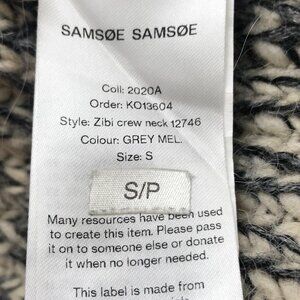 SAMSØE SAMSØE
Coll: 2020A
Order: KO13604
Style: Zibi crew neck 12746
Colour: GREY MEL.
Size: S
S/P
Many resources have been used
to create this item. Please pass
it on to someone else or donate
it when no longer needed.
This label is made from